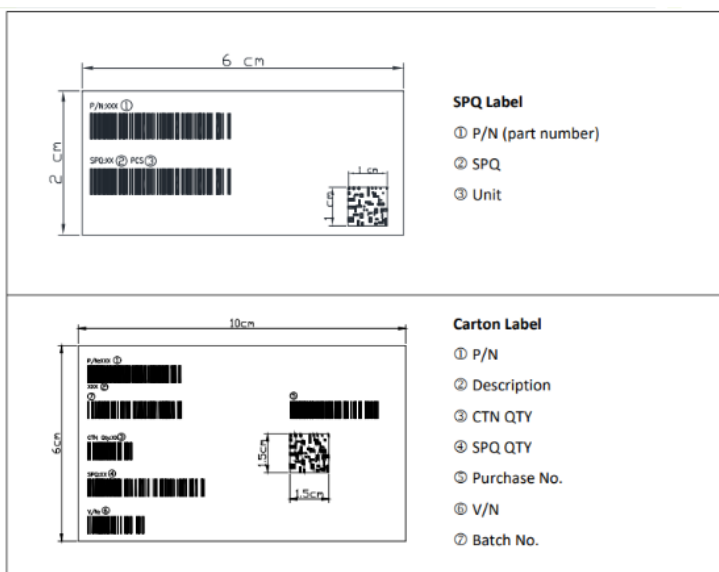 6 cm
2 cm
P/N:XXX ①
SPQ:XX ② PCS ③
1 cm
1 cm
SPQ Label
① P/N (part number)
② SPQ
③ Unit
10cm
6cm
P/N:XXX ①
XXX ②
⑦
⑤
CTN Qty:XX③
SPQ:XX ④
V/N: ⑥
1.5cm
1.5cm
Carton Label
① P/N
② Description
③ CTN QTY
④ SPQ QTY
⑤ Purchase No.
⑥ V/N
⑦ Batch No.